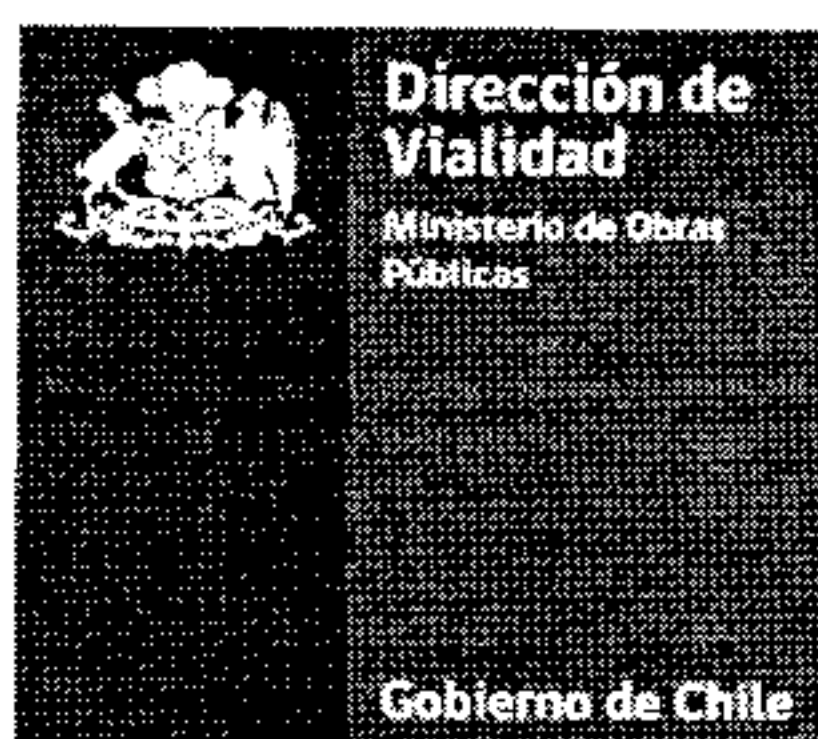 Dirección de
Vialidad
Ministerio de Obras
Públicas
Gobierno de Chile